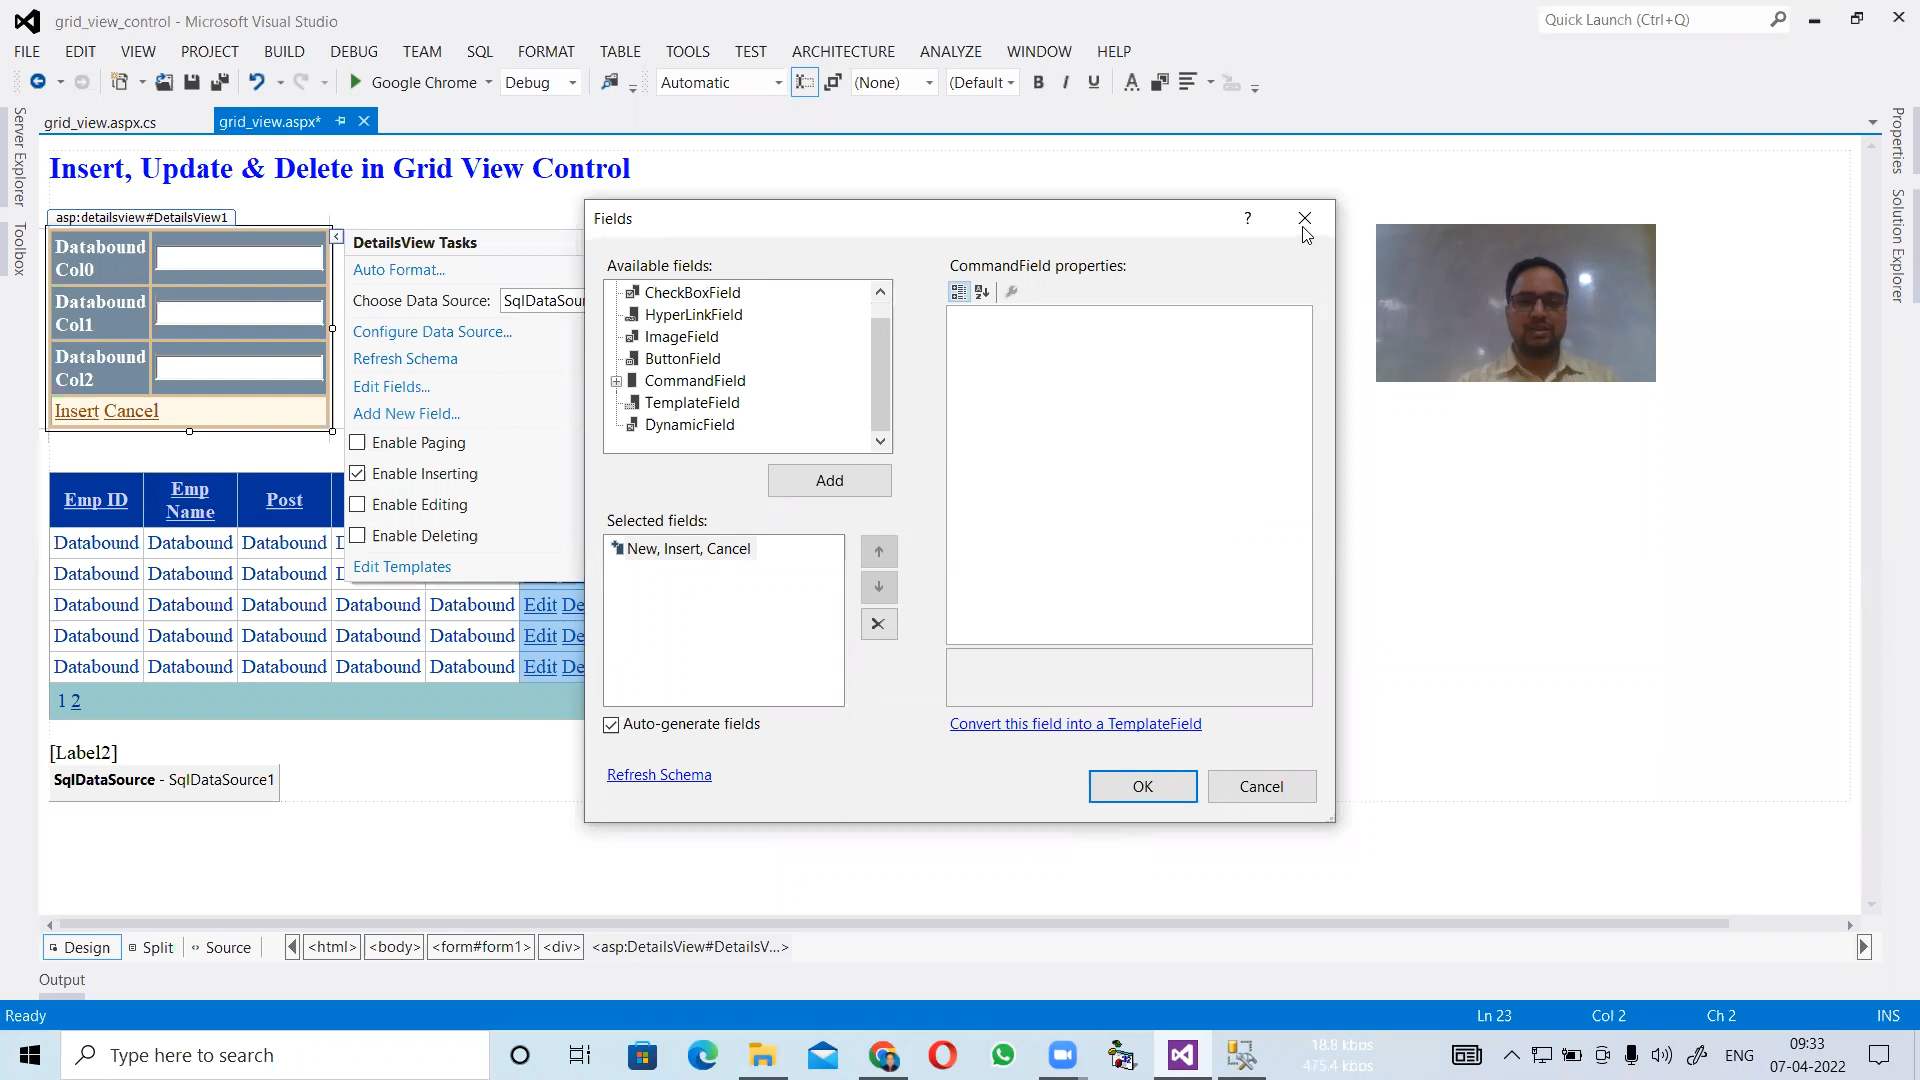 grid_view_control - Microsoft Visual Studio
Quick Launch (Ctrl+Q)
FILE EDIT VIEW PROJECT BUILD DEBUG TEAM SQL FORMAT TABLE TOOLS TEST ARCHITECTURE ANALYZE WINDOW HELP
Google Chrome Debug Automatic (None) (Default
grid_view.aspx.cs grid_view.aspx*
Server Explorer
Toolbox
Properties
Solution Explorer
Insert, Update & Delete in Grid View Control
asp:detailsview#DetailsView1
Databound
Col0
Databound
Col1
Databound
Col2
Insert Cancel
DetailsView Tasks
Auto Format...
Choose Data Source: SqlDataSou
Configure Data Source...
Refresh Schema
Edit Fields...
Add New Field...
Enable Paging
Enable Inserting
Enable Editing
Enable Deleting
Edit Templates
Emp ID Emp Name Post
Databound Databound Databound D
Databound Databound Databound D
Databound Databound Databound Databound Databound Edit De
Databound Databound Databound Databound Databound Edit De
Databound Databound Databound Databound Databound Edit De
1 2
[Label2]
SqlDataSource - SqlDataSource1
Fields
?
Available fields:
CheckBoxField
HyperLinkField
ImageField
ButtonField
CommandField
TemplateField
DynamicField
Add
Selected fields:
New, Insert, Cancel
Auto-generate fields
Refresh Schema
CommandField properties:
Convert this field into a TemplateField
OK Cancel
Design Split Source <html> <body> <form#form1> <div> <asp:DetailsView#DetailsV...>
Output
Ready Ln 23 Col 2 Ch 2 INS
Type here to search
18.8 kbps
475.4 kbps
ENG
09:33
07-04-2022